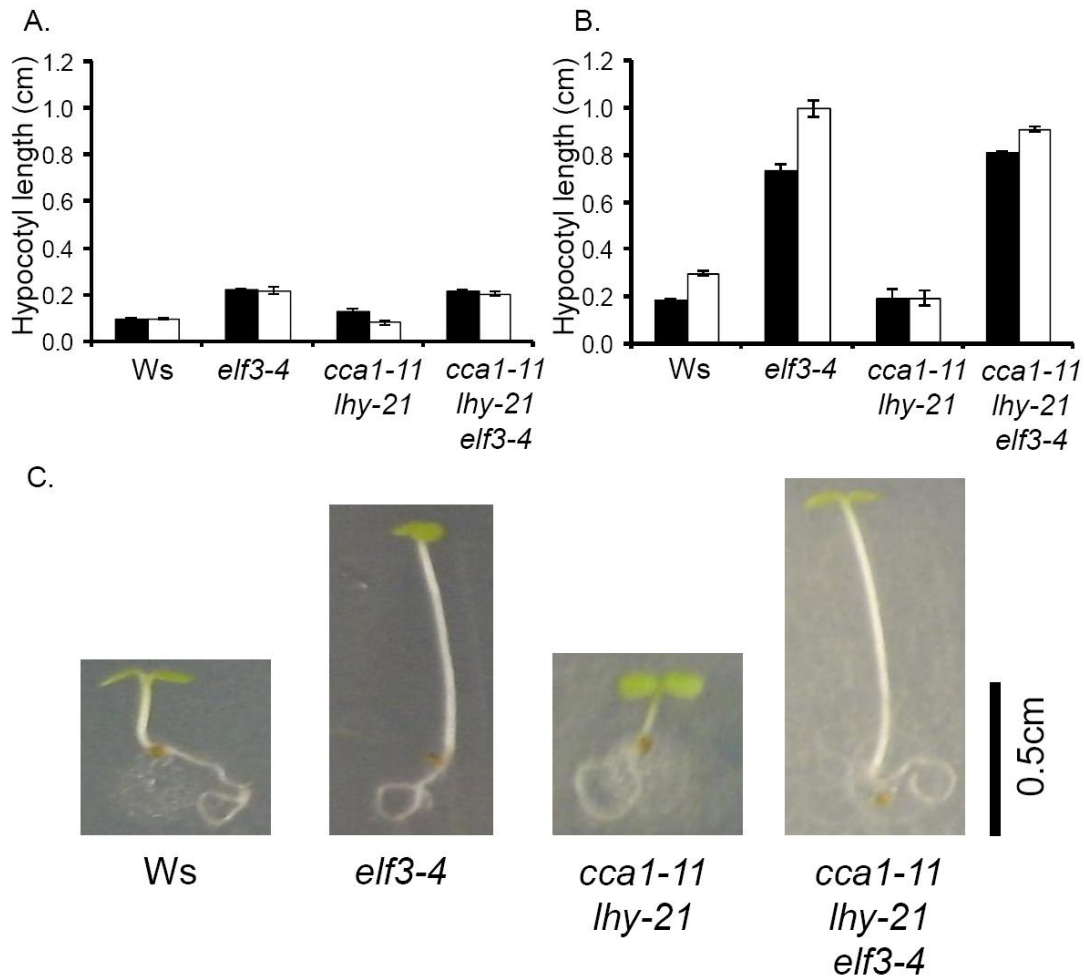 A.
Hypocotyl length (cm)
1.2
1.0
0.8
0.6
0.4
0.2
0.0
Ws
elf3-4
cca1-11
lhy-21
cca1-11
lhy-21
elf3-4
B.
Hypocotyl length (cm)
1.2
1.0
0.8
0.6
0.4
0.2
0.0
Ws
elf3-4
cca1-11
lhy-21
cca1-11
lhy-21
elf3-4
C.
0.5cm
Ws
elf3-4
cca1-11
lhy-21
cca1-11
lhy-21
elf3-4